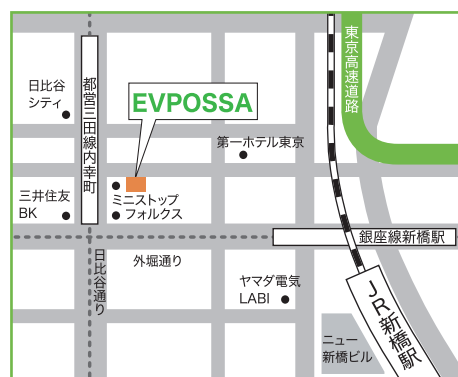 東京高速道路
日比谷
シティ
都営三田線内幸町
EVPOSSA
第一ホテル東京
三井住友
BK
ミニストップ
フォルクス
銀座線新橋駅
日比谷通り
外堀通り
ヤマダ電気
LABI
JR新橋駅
ニュー
新橋ビル